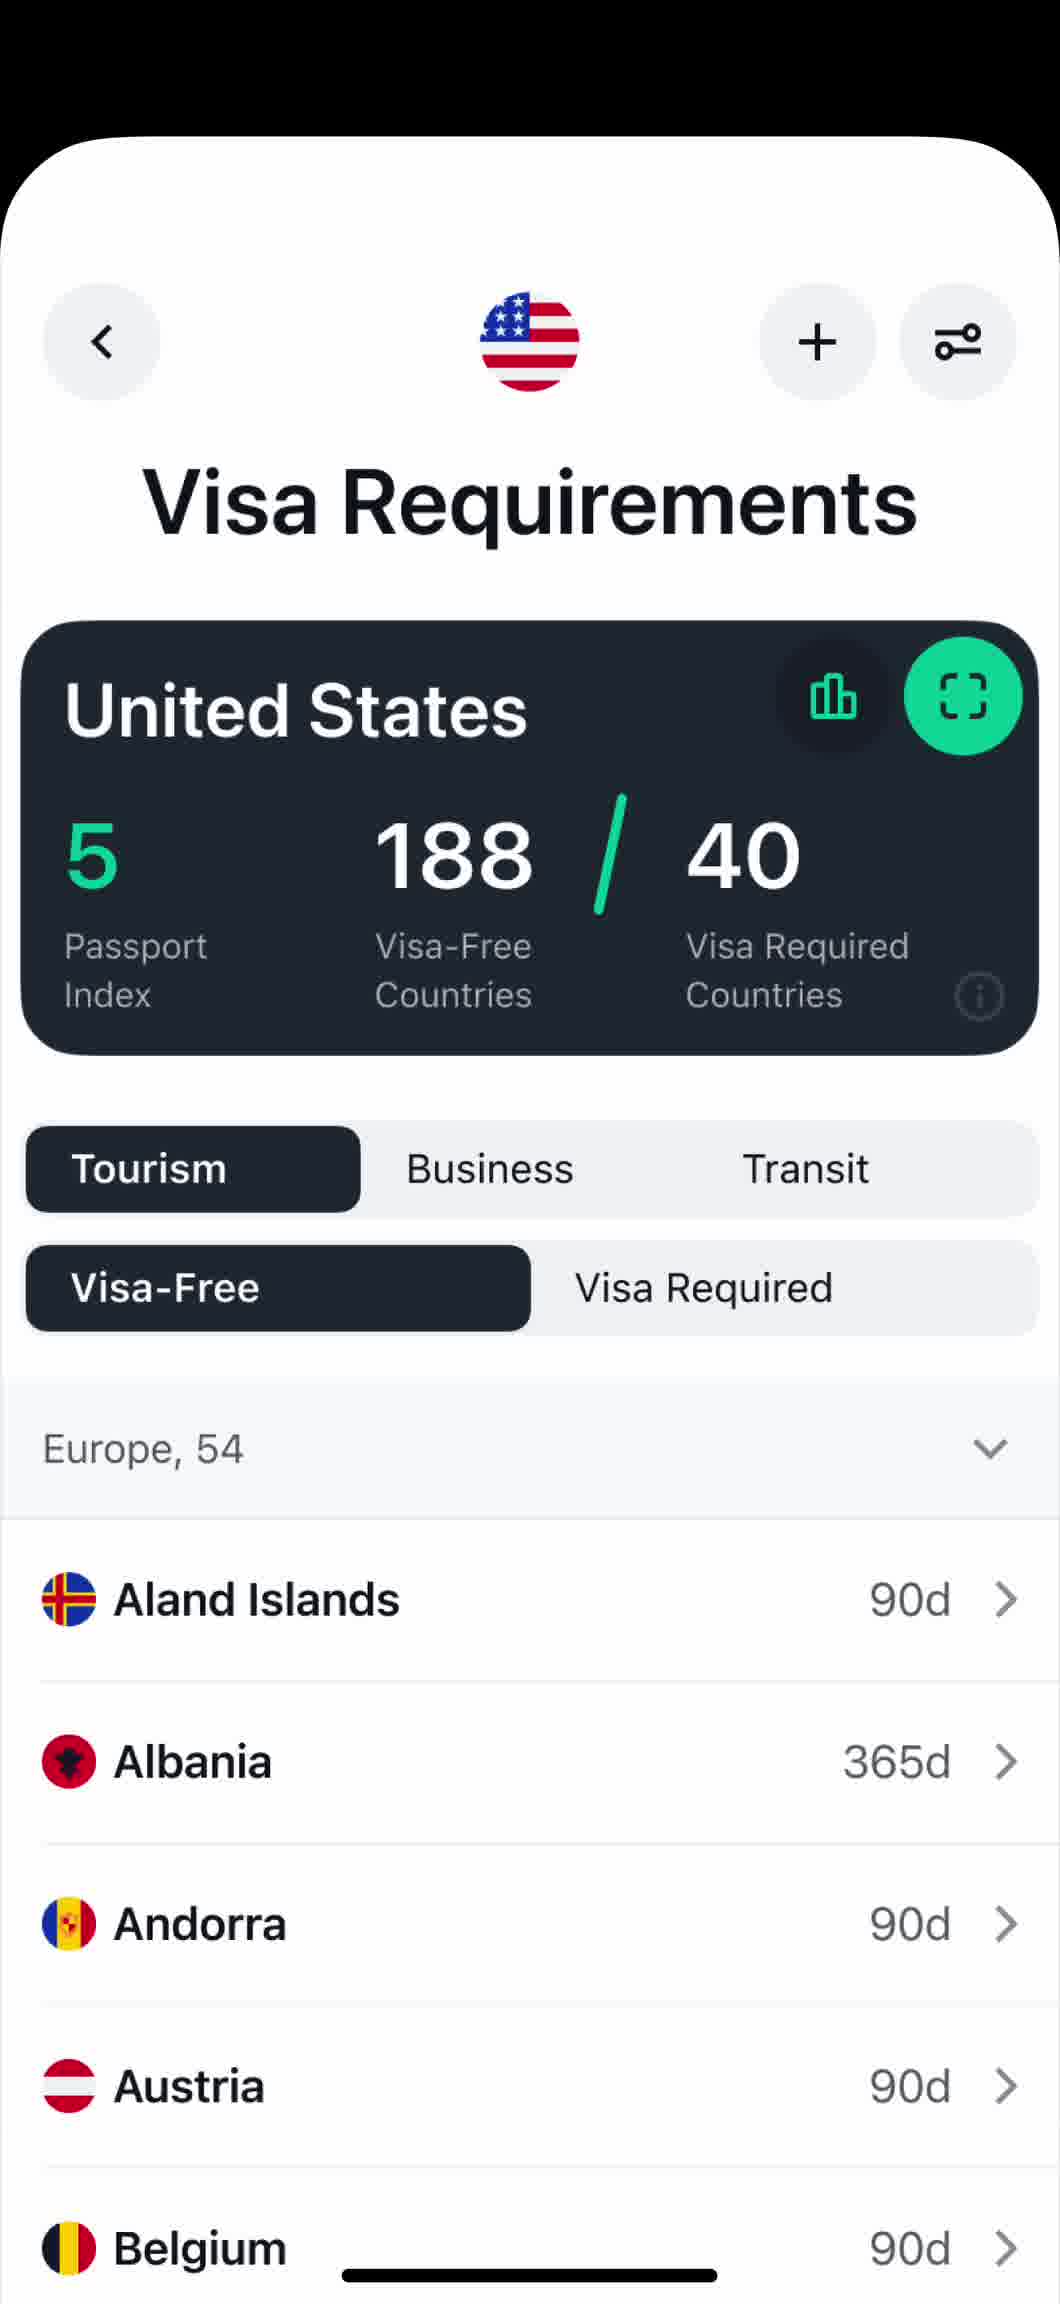 Visa Requirements
United States
5
188
40
Passport
Index
Visa-Free
Countries
Visa Required
Countries
Tourism
Business
Transit
Visa-Free
Visa Required
Europe, 54
Aland Islands
90d
Albania
365d
Andorra
90d
Austria
90d
Belgium
90d